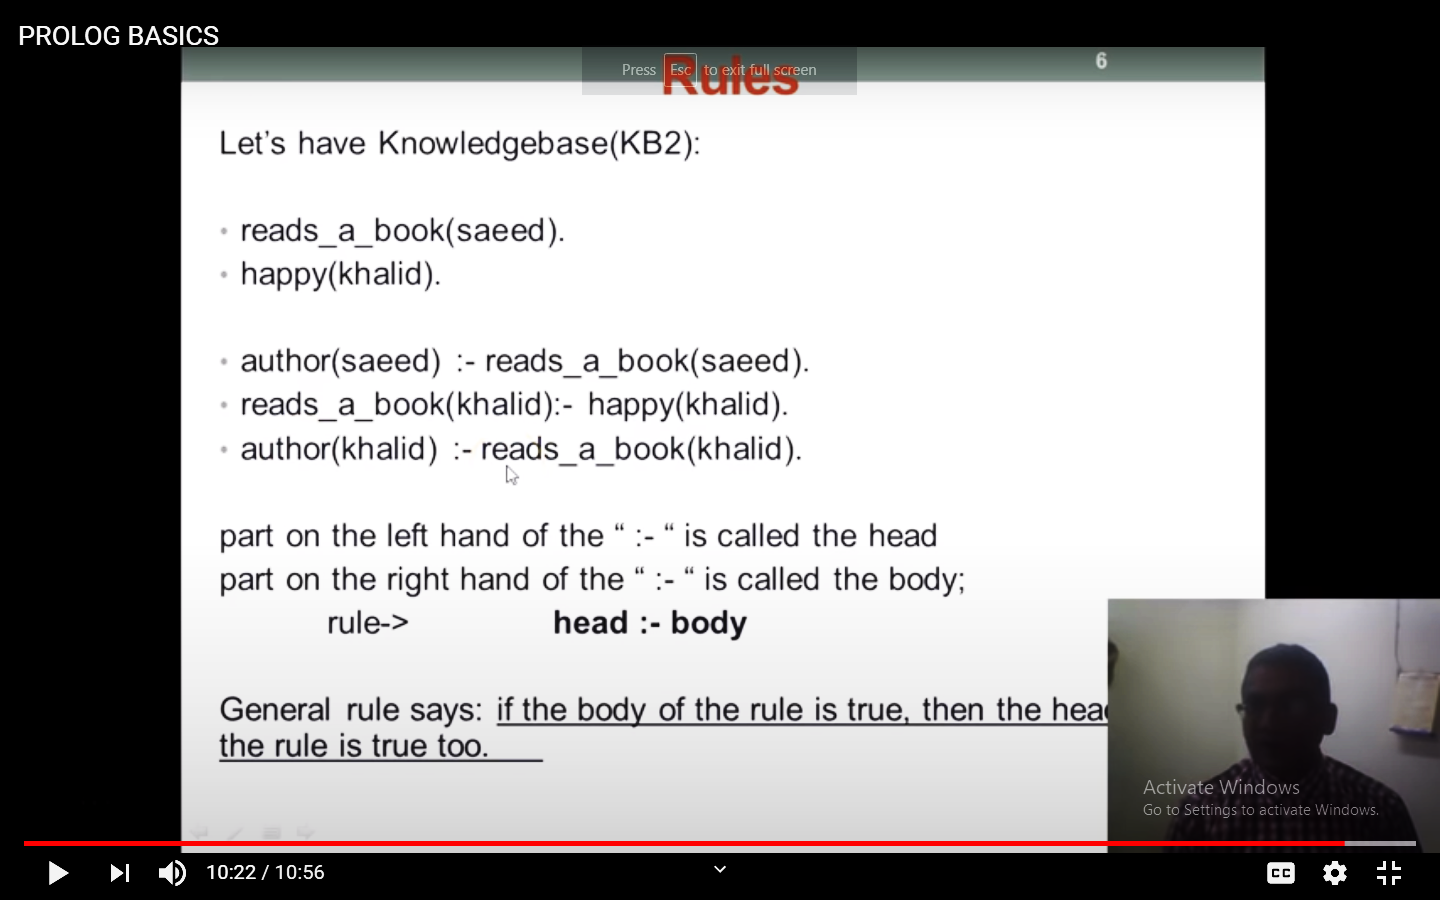 PROLOG BASICS
6
Press Esc to exit full screen
Rules
Let's have Knowledgebase(KB2):
• reads_a_book(saeed).
• happy(khalid).
• author(saeed) :- reads_a_book(saeed).
• reads_a_book(khalid):- happy(khalid).
• author(khalid) :- reads_a_book(khalid).
part on the left hand of the “ :- “ is called the head
part on the right hand of the “ :- “ is called the body;
rule-> head :- body
General rule says: if the body of the rule is true, then the hea
the rule is true too.
Activate Windows
Go to Settings to activate Windows.
10:22 / 10:56
CC